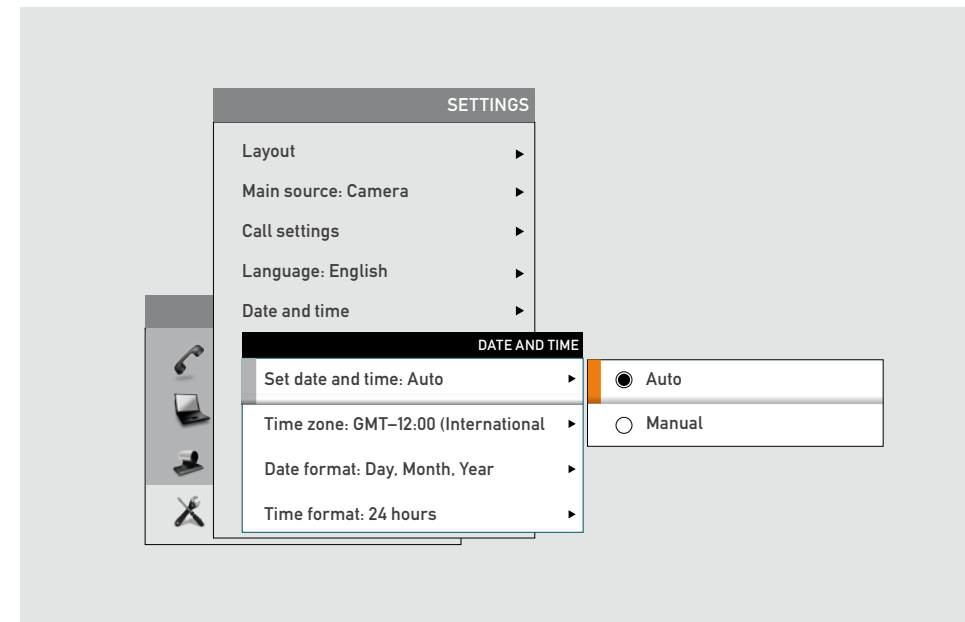 SETTINGS
Layout
Main source: Camera
Call settings
Language: English
Date and time
DATE AND TIME
Set date and time: Auto
Time zone: GMT–12:00 (International
Date format: Day, Month, Year
Time format: 24 hours
Auto
Manual